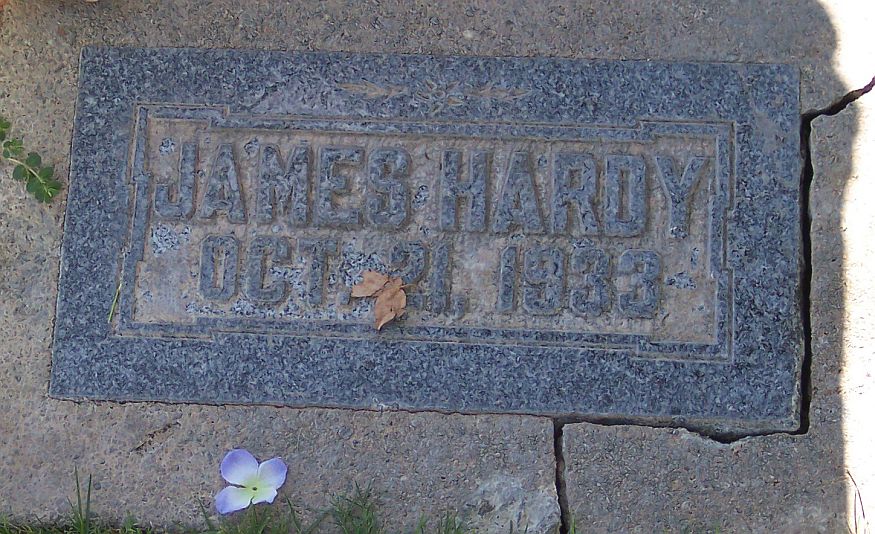 JAMES HARDY
OCT. 21, 1933